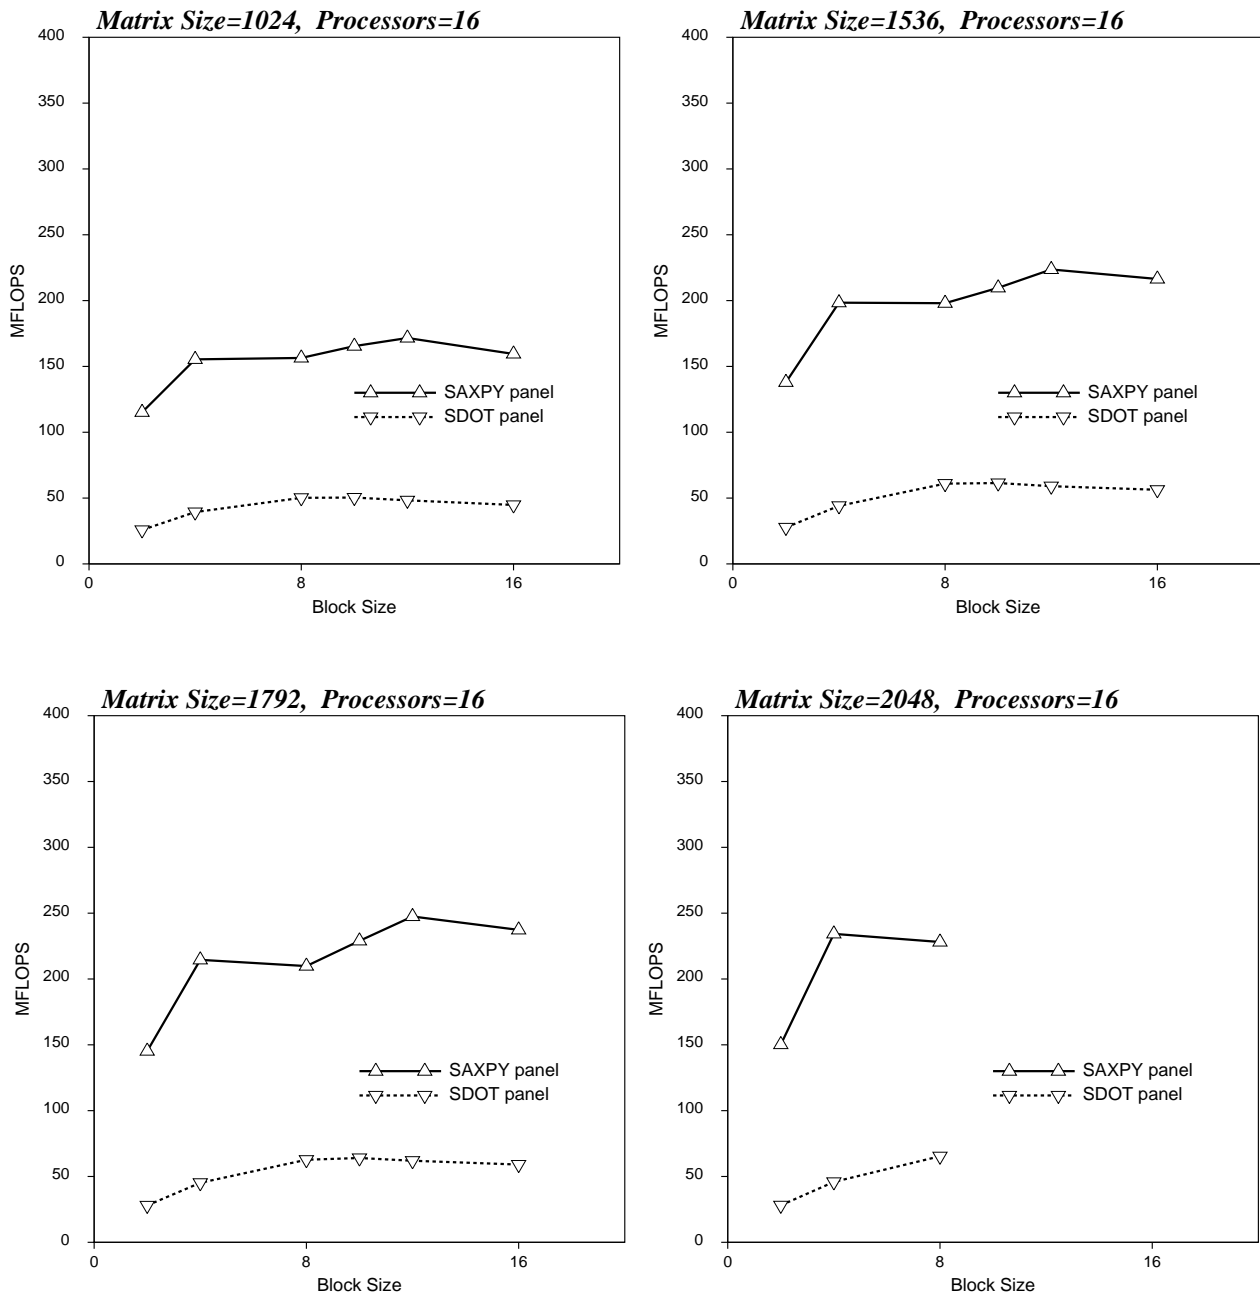 Matrix Size=1024, Processors=16
400
350
300
250
200
150
100
50
0
MFLOPS
SAXPY panel
SDOT panel
0 8 16
Block Size
Matrix Size=1536, Processors=16
400
350
300
250
200
150
100
50
0
MFLOPS
SAXPY panel
SDOT panel
0 8 16
Block Size
Matrix Size=1792, Processors=16
400
350
300
250
200
150
100
50
0
MFLOPS
SAXPY panel
SDOT panel
0 8 16
Block Size
Matrix Size=2048, Processors=16
400
350
300
250
200
150
100
50
0
MFLOPS
SAXPY panel
SDOT panel
0 8 16
Block Size